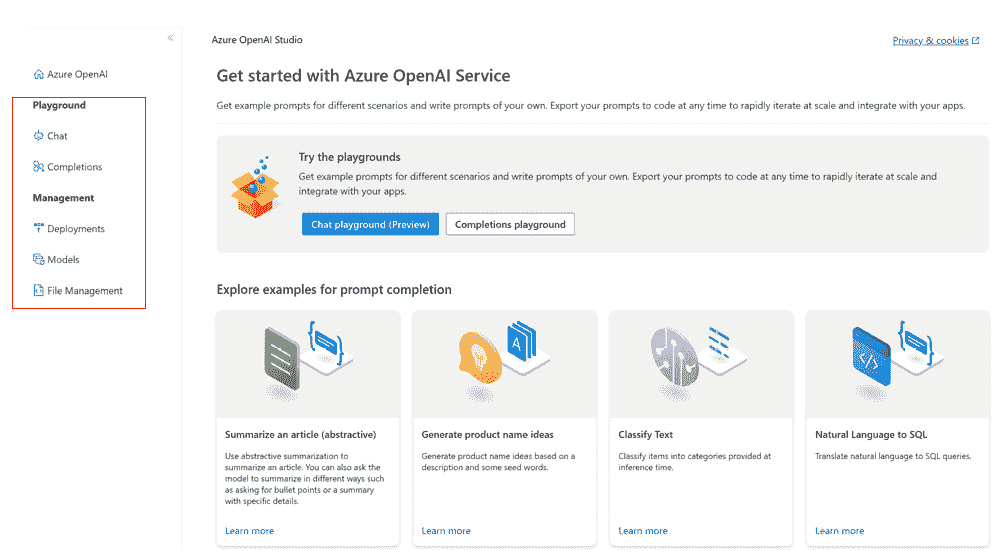 «
Azure OpenAI Studio
Privacy & cookies
Azure OpenAI
Playground
Chat
Completions
Management
Deployments
Models
File Management
Get started with Azure OpenAI Service
Get example prompts for different scenarios and write prompts of your own. Export your prompts to code at any time to rapidly iterate at scale and integrate with your apps.
Try the playgrounds
Get example prompts for different scenarios and write prompts of your own. Export your prompts to code at any time to rapidly iterate at scale and
integrate with your apps.
Chat playground (Preview)
Completions playground
Explore examples for prompt completion
Summarize an article (abstractive)
Use abstractive summarization to
summarize an article. You can also ask the
model to summarize in different ways such
as asking for bullet points or a summary
with specific details.
Learn more
A
Generate product name ideas
Generate product name ideas based on a
description and some seed words.
Learn more
Classify Text
Classify items into categories provided at
inference time.
Learn more
</>
Natural Language to SQL
Translate natural language to SQL queries.
Learn more